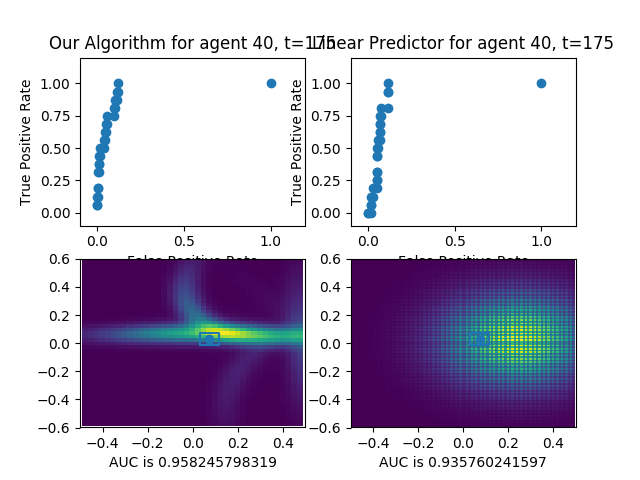 Our Algorithm for agent 40, t=175
Linear Predictor for agent 40, t=175
True Positive Rate
1.00
0.75
0.50
0.25
0.00
0.0 0.5 1.0
False Positive Rate
True Positive Rate
1.00
0.75
0.50
0.25
0.00
0.0 0.5 1.0
False Positive Rate
0.6
0.4
0.2
0.0
−0.2
−0.4
−0.6
−0.4 −0.2 0.0 0.2 0.4
AUC is 0.958245798319
0.6
0.4
0.2
0.0
−0.2
−0.4
−0.6
−0.4 −0.2 0.0 0.2 0.4
AUC is 0.935760241597